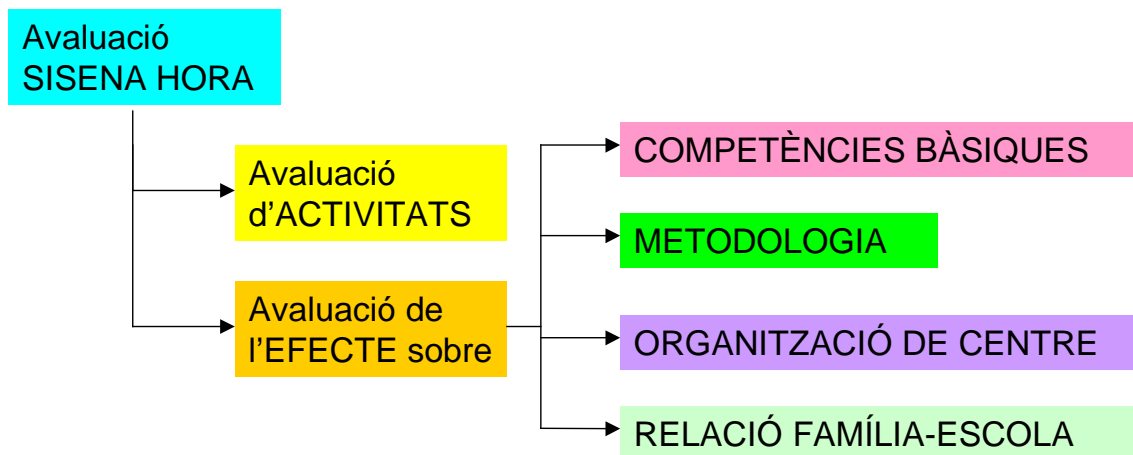 Avaluació
SISENA HORA
Avaluació
d’ACTIVITATS
Avaluació de
l’EFECTE sobre
COMPETÈNCIES BÀSIQUES
METODOLOGIA
ORGANITZACIÓ DE CENTRE
RELACIÓ FAMÍLIA-ESCOLA